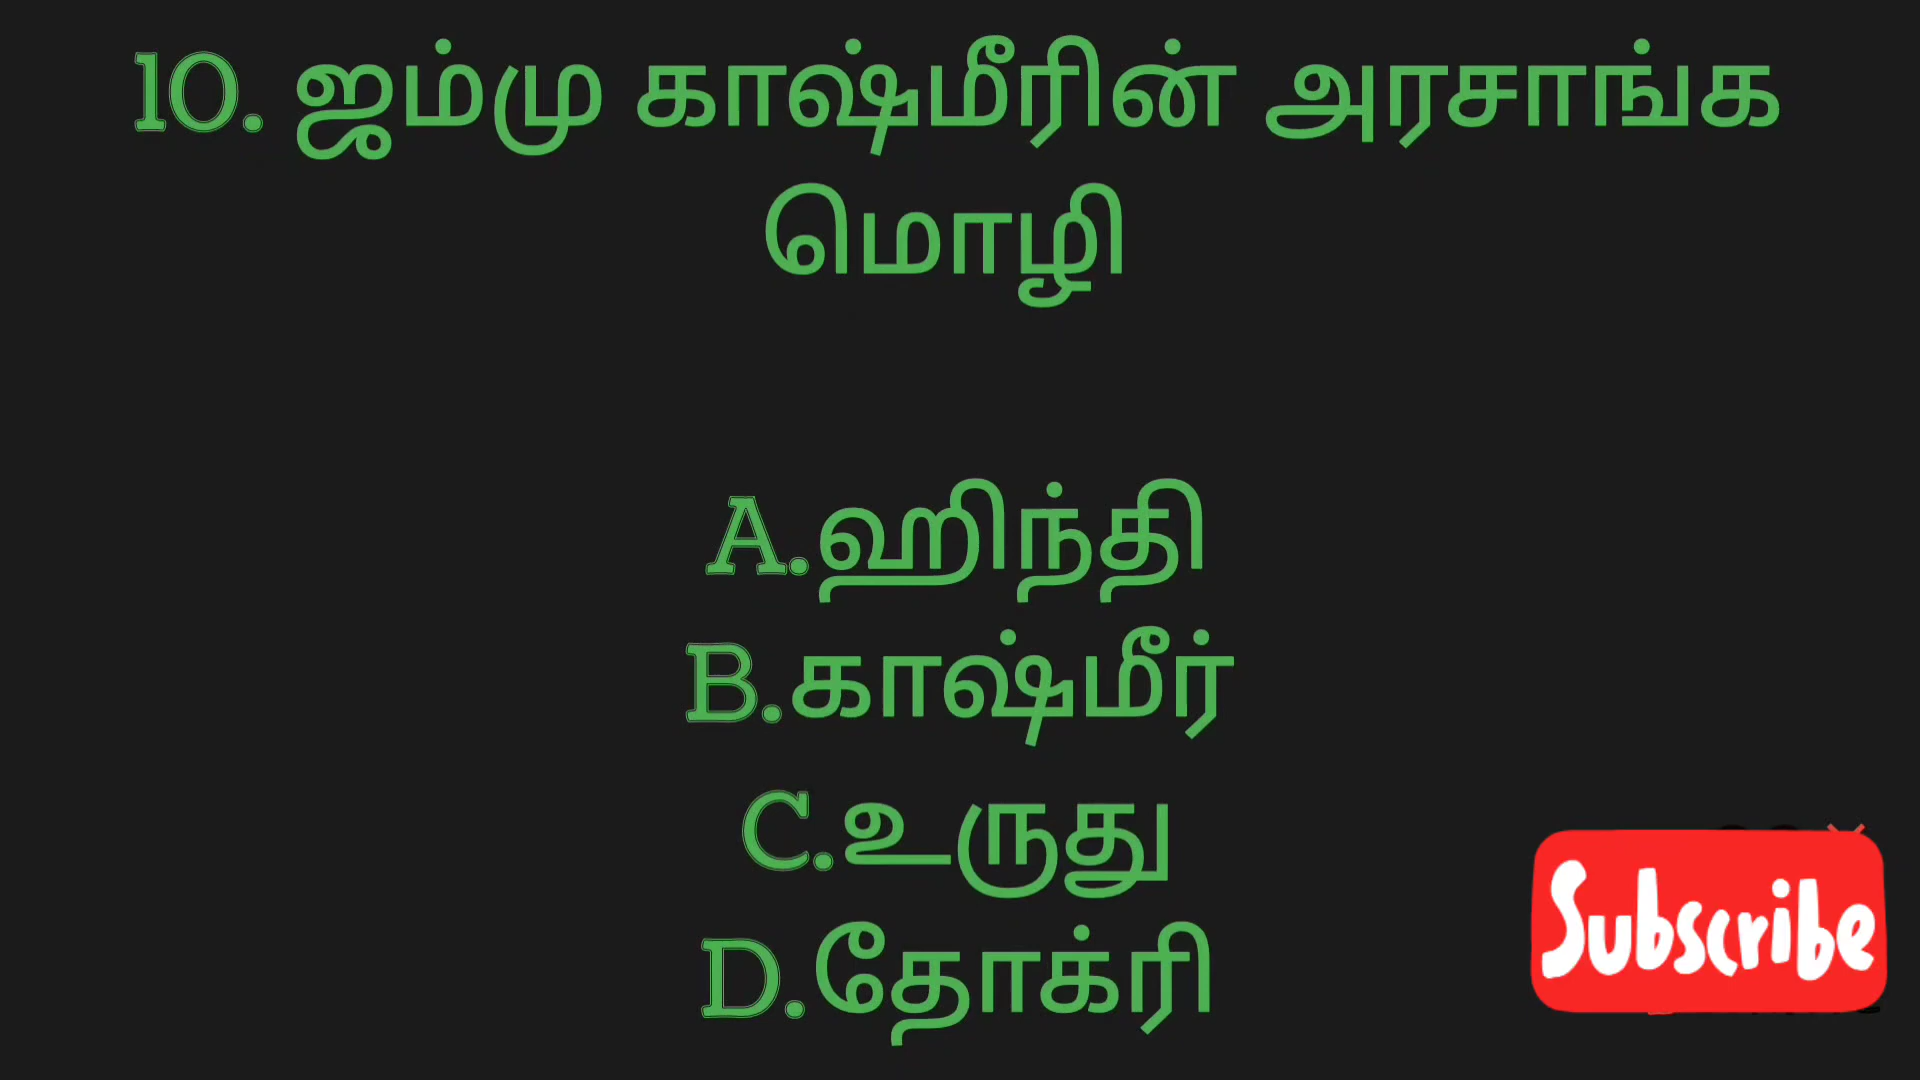 10. ஜம்மு காஷ்மீரின் அரசாங்க
மொழி
A.ஹிந்தி
B.காஷ்மீர்
C.உருது
D.தோக்ரி
Subscribe